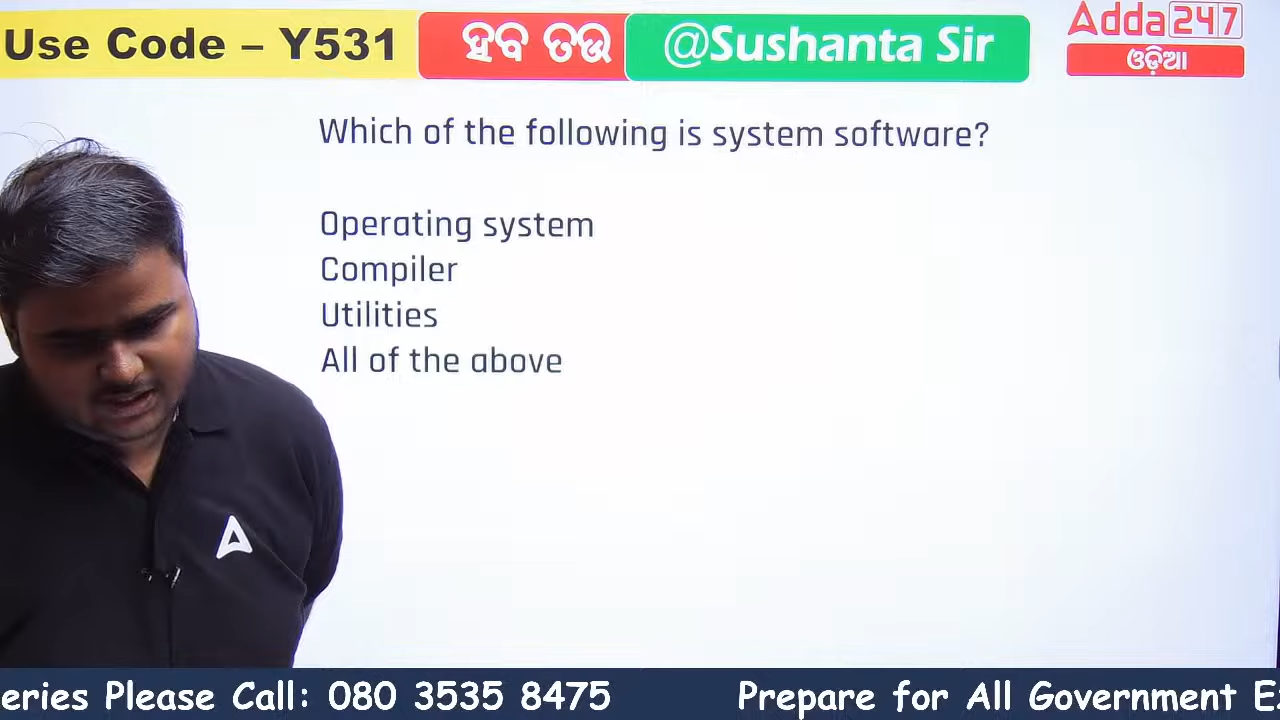 Use Code – Y531
ହବ ତଉ
@Sushanta Sir
Adda247
ଓଡ଼ିଆ
Which of the following is system software?
Operating system
Compiler
Utilities
All of the above
eries Please Call: 080 3535 8475 Prepare for All Government Ex